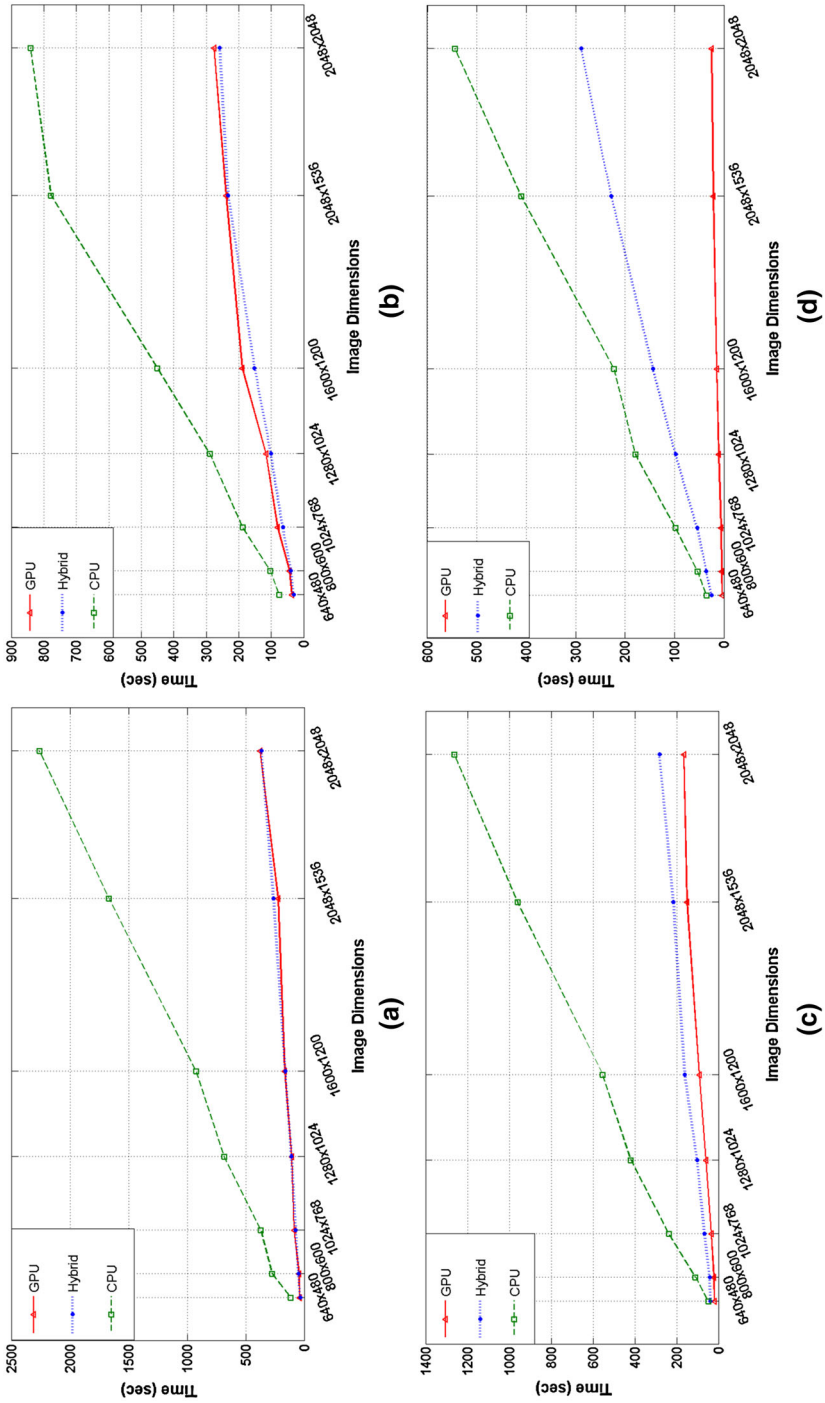 2500
2000
1500
1000
500
0
Time (sec)
GPU
Hybrid
CPU
640x480
800x600
1024x768
1280x1024
1600x1200
2048x1536
2048x2048
Image Dimensions
(a)
900
800
700
600
500
400
300
200
100
0
Time (sec)
GPU
Hybrid
CPU
640x480
800x600
1024x768
1280x1024
1600x1200
2048x1536
2048x2048
Image Dimensions
(b)
1400
1200
1000
800
600
400
200
0
Time (sec)
GPU
Hybrid
CPU
640x480
800x600
1024x768
1280x1024
1600x1200
2048x1536
2048x2048
Image Dimensions
(c)
600
500
400
300
200
100
0
Time (sec)
GPU
Hybrid
CPU
640x480
800x600
1024x768
1280x1024
1600x1200
2048x1536
2048x2048
Image Dimensions
(d)